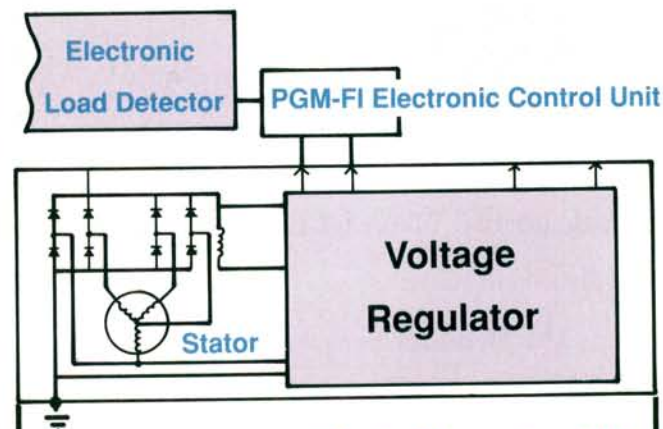 Electronic
Load Detector
PGM-FI Electronic Control Unit
Voltage
Regulator
Stator